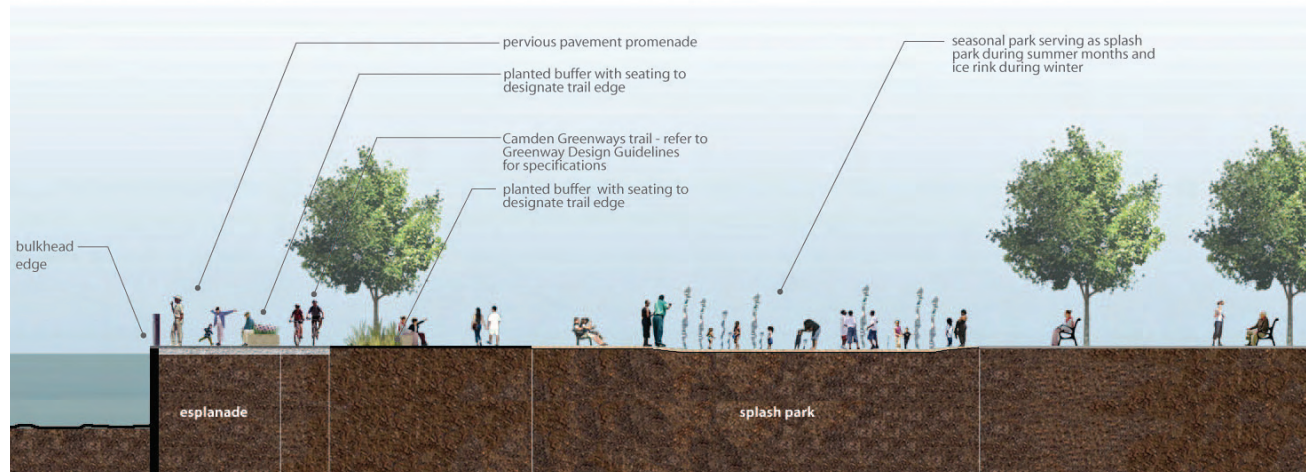 pervious pavement promenade
planted buffer with seating to
designate trail edge
Camden Greenways trail - refer to
Greenway Design Guidelines
for specifications
planted buffer with seating to
designate trail edge
seasonal park serving as splash
park during summer months and
ice rink during winter
bulkhead
edge
esplanade
splash park